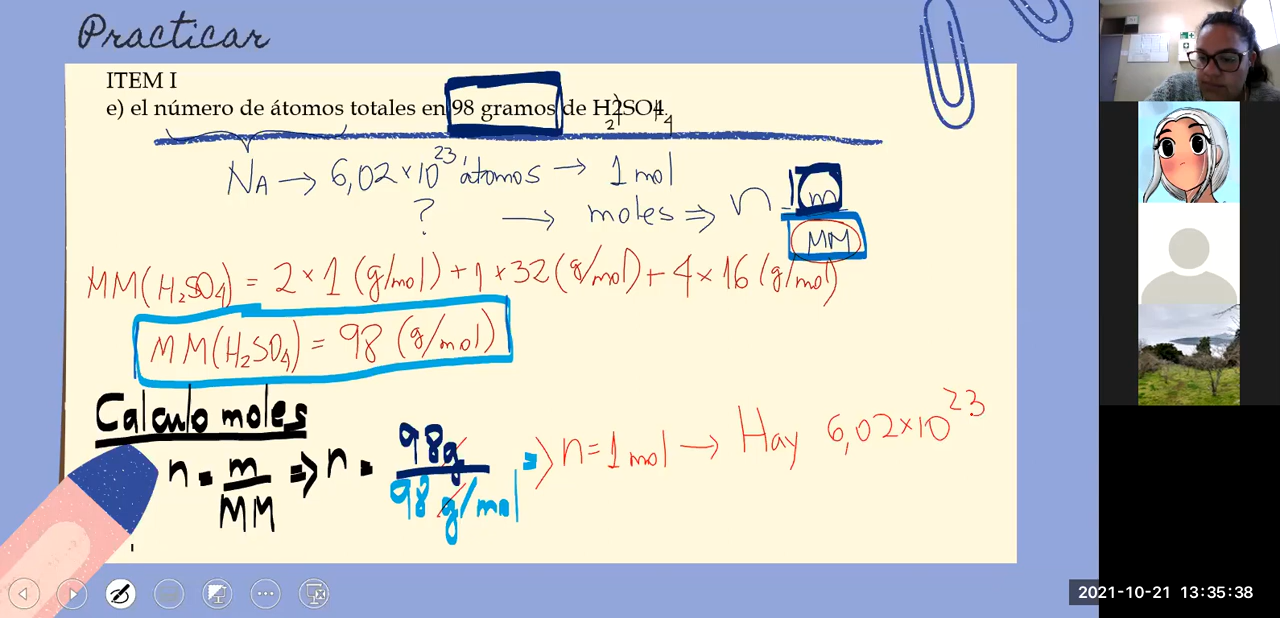 Practicar
ITEM I
e) el número de átomos totales en 98 gramos de H2SO4.
2 4
NA → 6,02×10²³ átomos → 1 mol
? → moles ⇒ n = m / MM
MM(H₂SO₄) = 2×1 (g/mol) + 1×32 (g/mol) + 4×16 (g/mol)
MM(H₂SO₄) = 98 (g/mol)
Calculo moles
n = m / MM ⇒ n = 98g / 98 g/mol ⇒ n = 1 mol → Hay 6,02×10²³
2021-10-21 13:35:38